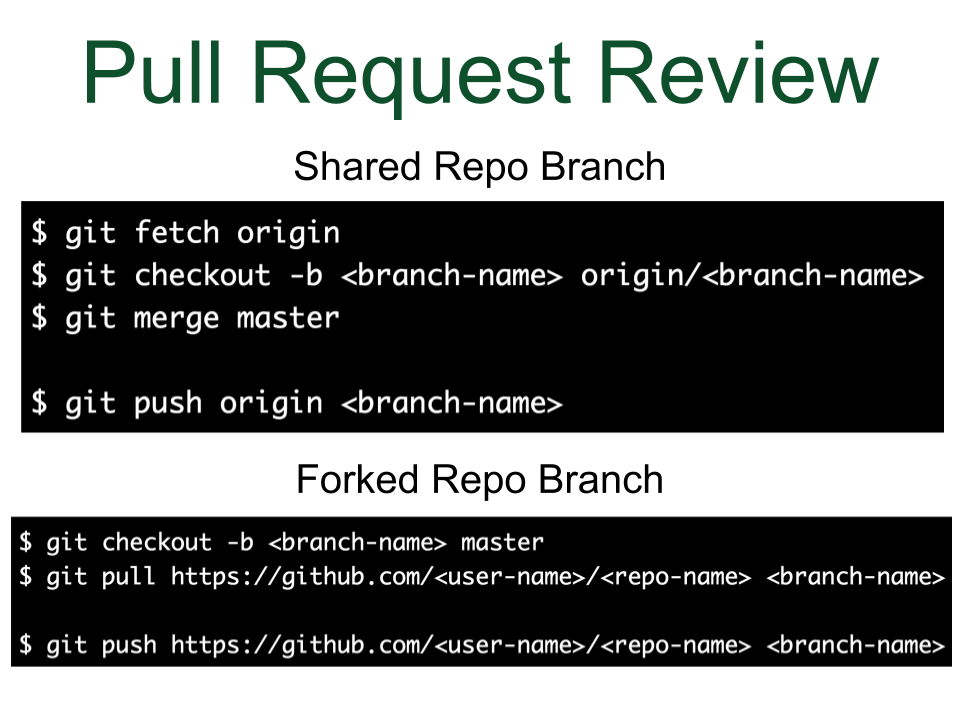 Pull Request Review
Shared Repo Branch
$ git fetch origin
$ git checkout -b <branch-name> origin/<branch-name>
$ git merge master
$ git push origin <branch-name>
Forked Repo Branch
$ git checkout -b <branch-name> master
$ git pull https://github.com/<user-name>/<repo-name> <branch-name>
$ git push https://github.com/<user-name>/<repo-name> <branch-name>